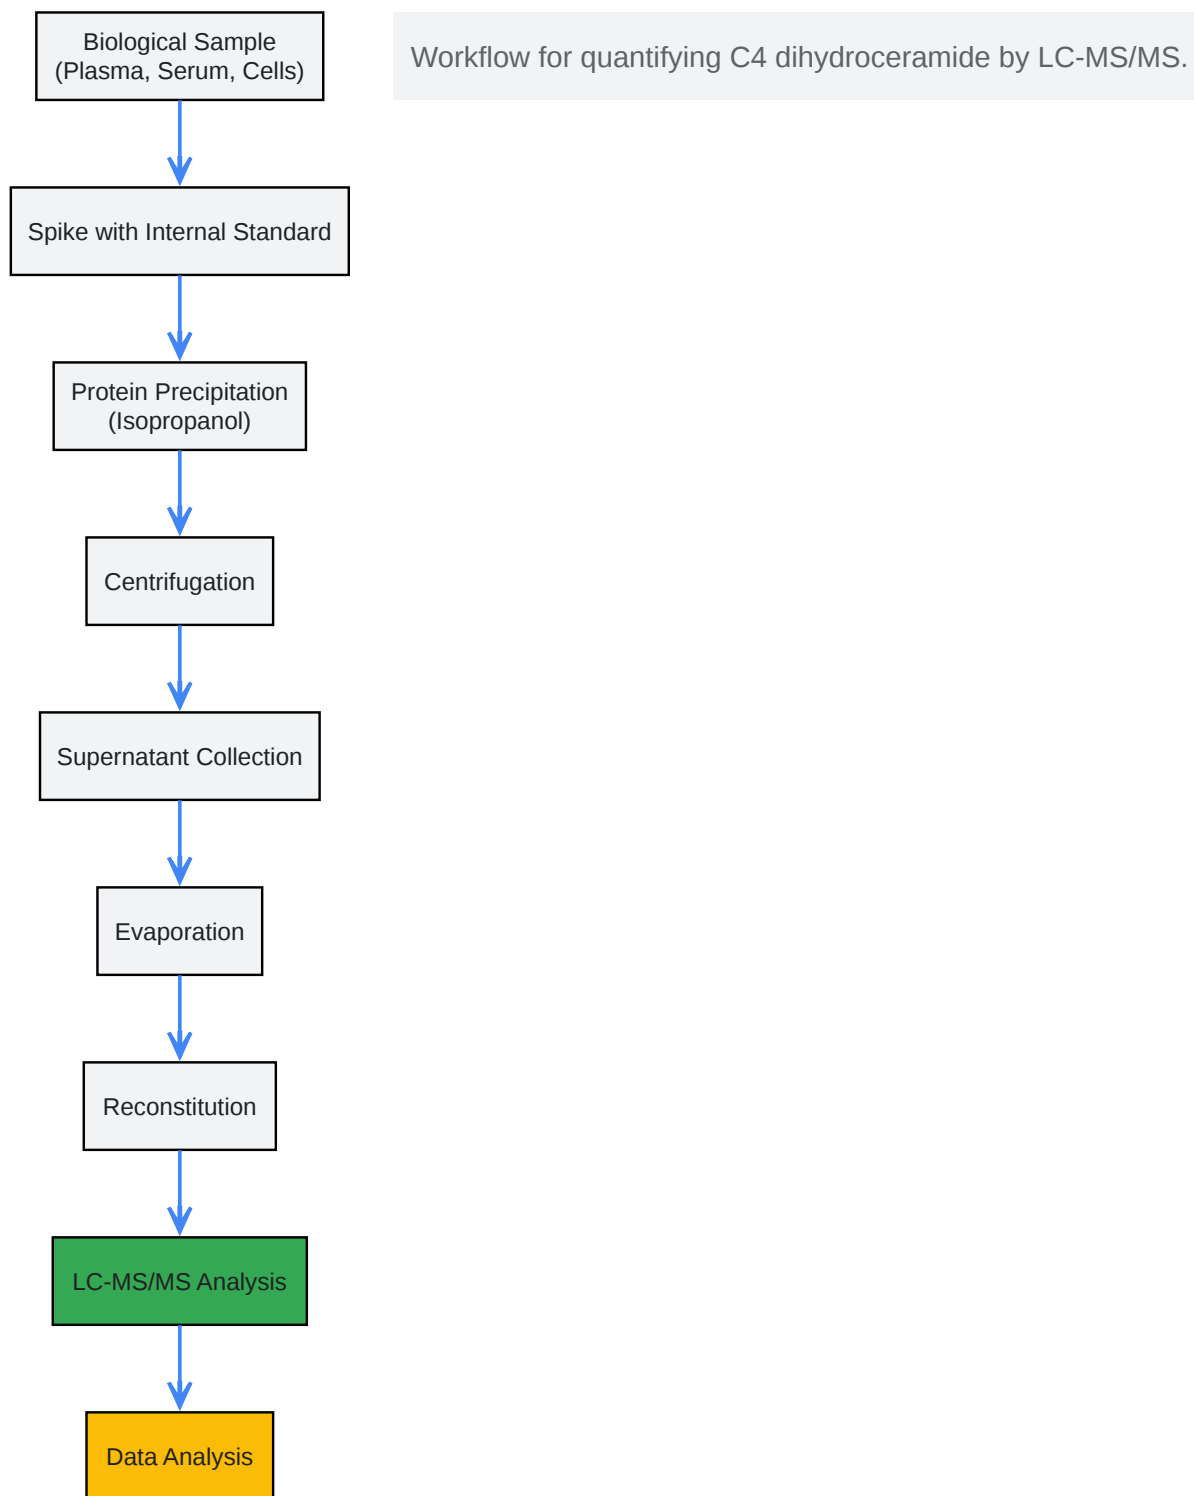 Biological Sample
(Plasma, Serum, Cells)
Workflow for quantifying C4 dihydroceramide by LC-MS/MS.
Spike with Internal Standard
Protein Precipitation
(Isopropanol)
Centrifugation
Supernatant Collection
Evaporation
Reconstitution
LC-MS/MS Analysis
Data Analysis